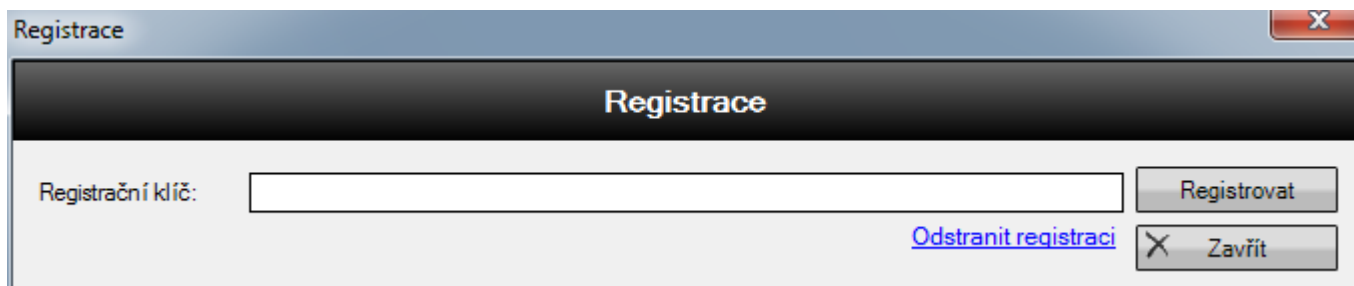 Registrace
Registrace
Registrační klíč:
Registrovat
Odstranit registraci
Zavřít